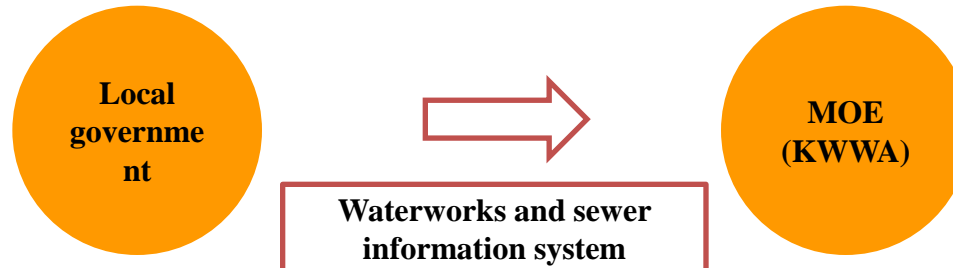 Local
governme
nt
MOE
(KWWA)
Waterworks and sewer
information system